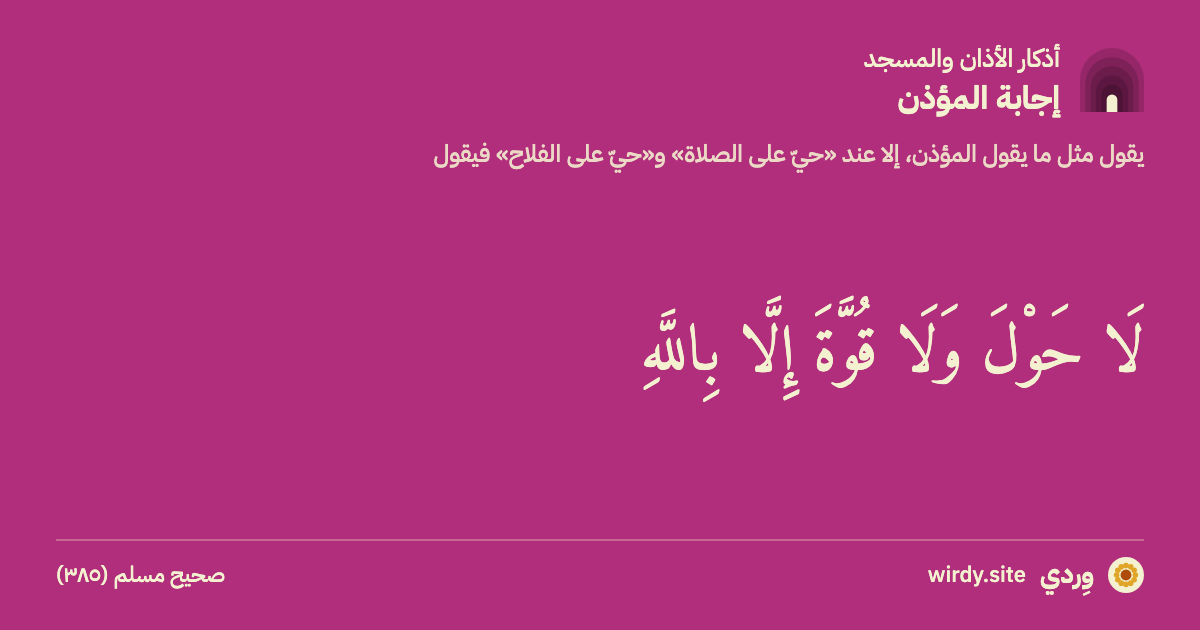 أذكار الأذان والمسجد
إجابة المؤذن
يقول مثل ما يقول المؤذن، إلا عند «حيّ على الصلاة» و«حيّ على الفلاح» فيقول
لَا حَوْلَ وَلَا قُوَّةَ إِلَّا بِاللَّهِ
وِردي wirdy.site
صحيح مسلم (٣٨٥)